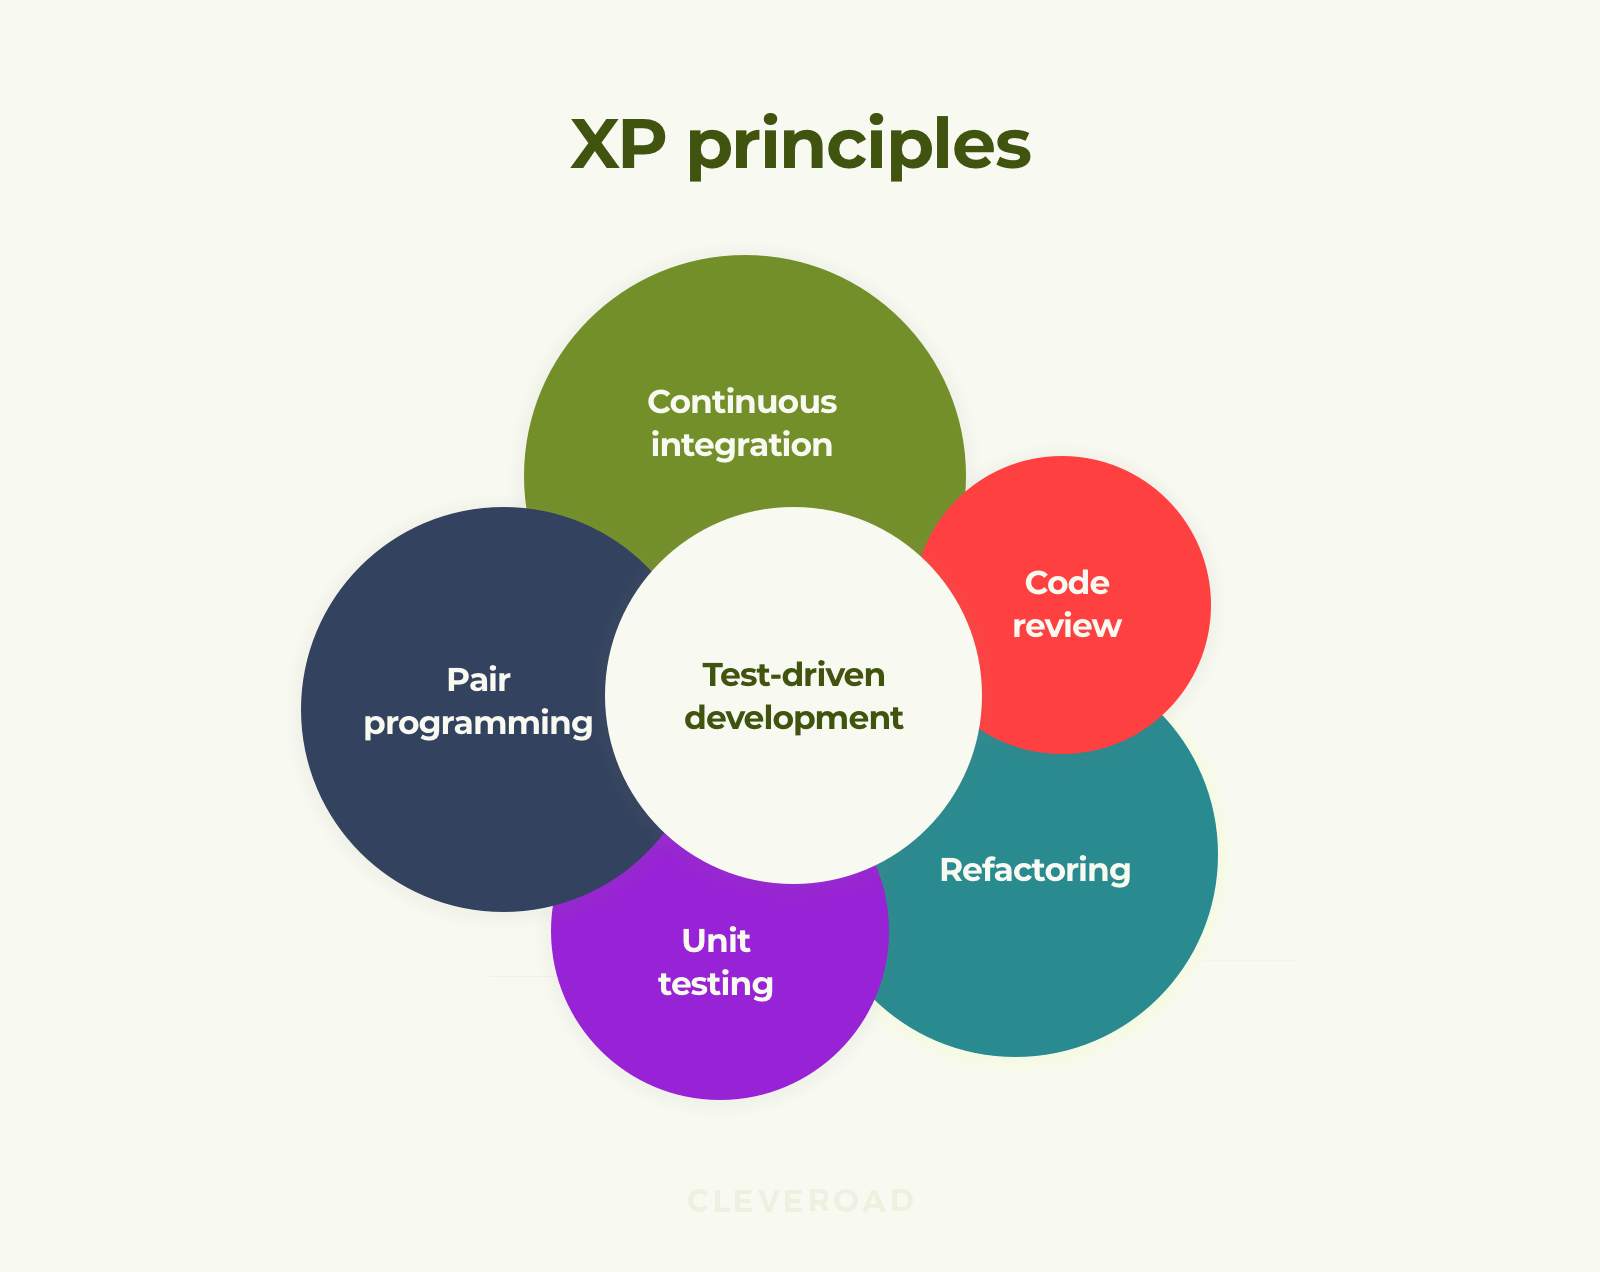 XP principles
Continuous
integration
Code
review
Pair
programming
Test-driven
development
Refactoring
Unit
testing
CLEVEROAD